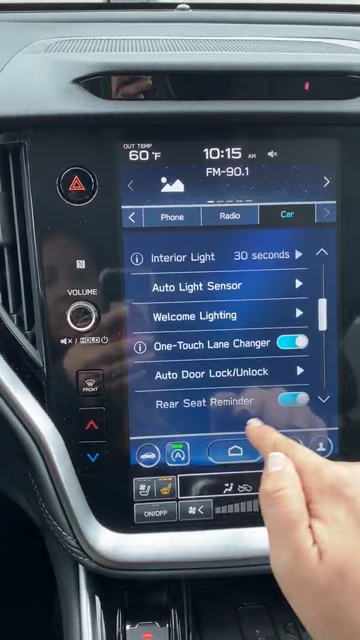 OUT TEMP
60 °F
10:15 AM
FM-90.1
Phone
Radio
Car
Interior Light 30 seconds
Auto Light Sensor
Welcome Lighting
VOLUME
HOLD
One-Touch Lane Changer
Auto Door Lock/Unlock
Rear Seat Reminder
FRONT
A
ON/OFF